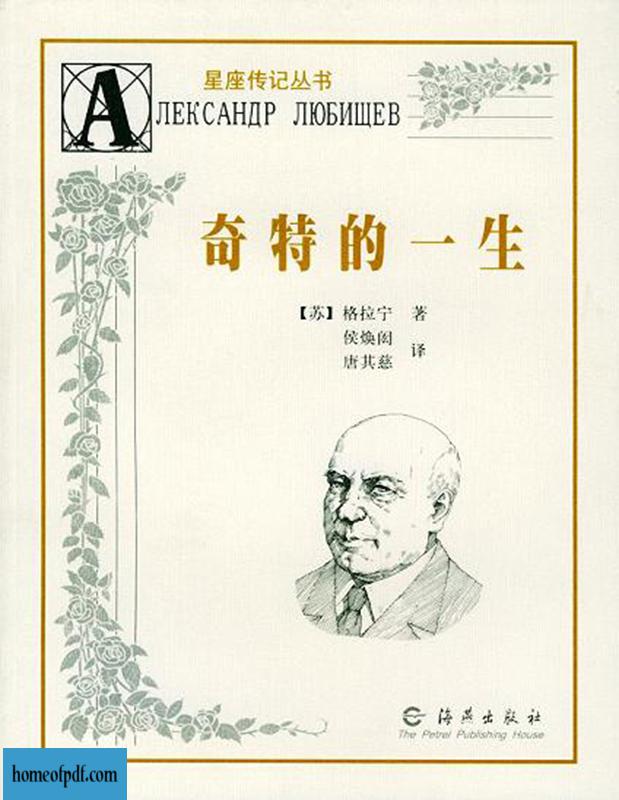 星座传记丛书
АЛЕКСАНДР ЛЮБИЩЕВ
奇特的一生
【苏】格拉宁 著
侯焕闳
唐其慈 译
海燕出版社
The Petrel Publishing House
homeofpdf.com